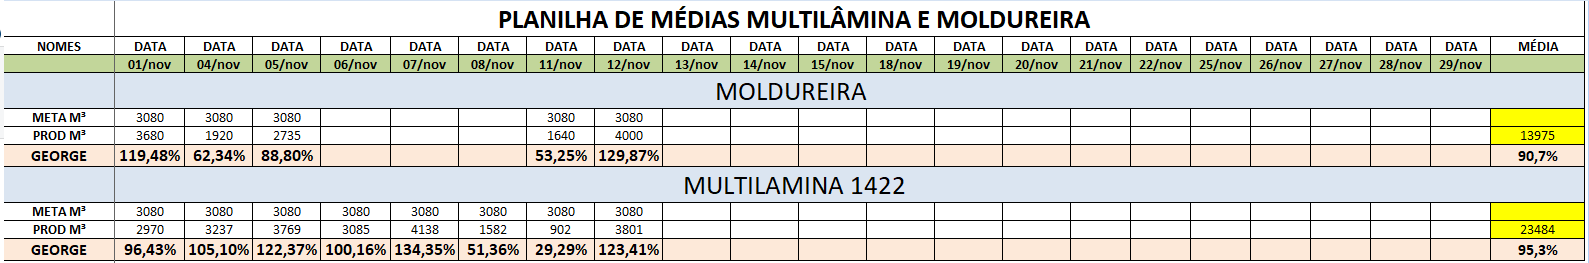 PLANILHA DE MÉDIAS MULTILÂMINA E MOLDUREIRA
NOMES DATA DATA DATA DATA DATA DATA DATA DATA DATA DATA DATA DATA DATA DATA DATA DATA DATA DATA DATA DATA MÉDIA
01/nov 04/nov 05/nov 06/nov 07/nov 08/nov 11/nov 12/nov 13/nov 14/nov 15/nov 18/nov 19/nov 20/nov 21/nov 22/nov 25/nov 26/nov 27/nov 28/nov 29/nov
MOLDUREIRA
META M³ 3080 3080 3080 3080 3080
PROD M³ 3680 1920 2735 1640 4000 13975
GEORGE 119,48% 62,34% 88,80% 53,25% 129,87% 90,7%
MULTILAMINA 1422
META M³ 3080 3080 3080 3080 3080 3080 3080 3080
PROD M³ 2970 3237 3769 3085 4138 1582 902 3801 23484
GEORGE 96,43% 105,10% 122,37% 100,16% 134,35% 51,36% 29,29% 123,41% 95,3%